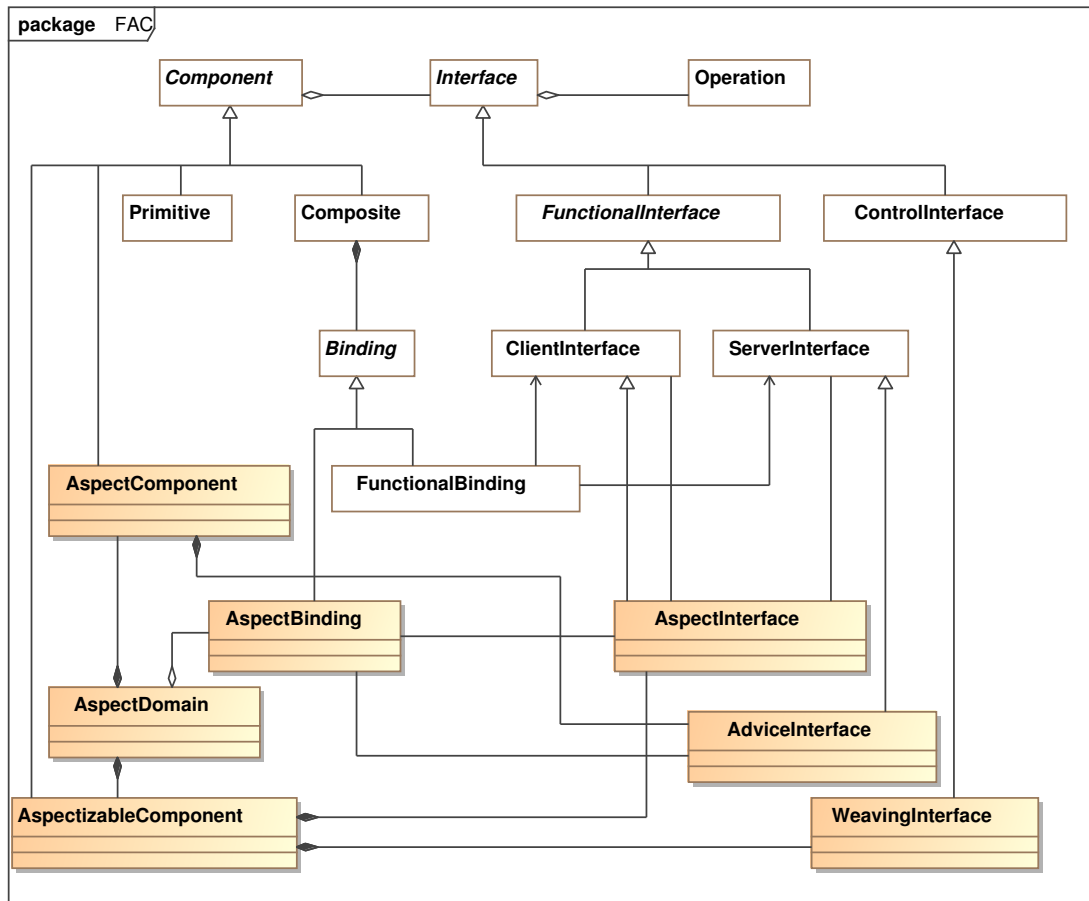 package FAC
Component
Interface
Operation
Primitive
Composite
FunctionalInterface
ControlInterface
Binding
ClientInterface
ServerInterface
AspectComponent
FunctionalBinding
AspectBinding
AspectInterface
AspectDomain
AdviceInterface
AspectizableComponent
WeavingInterface